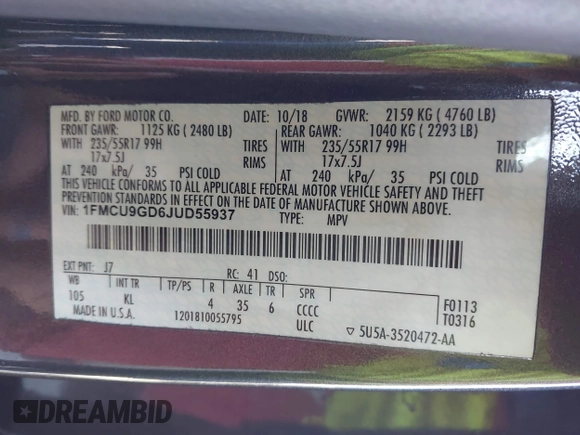 MFD. BY FORD MOTOR CO. DATE: 10/18 GVWR: 2159 KG ( 4760 LB)
FRONT GAWR: 1125 KG ( 2480 LB) REAR GAWR: 1040 KG ( 2293 LB)
WITH 235/55R17 99H TIRES WITH 235/55R17 99H TIRES
17x7.5J RIMS 17x7.5J RIMS
AT 240 kPa/ 35 PSI COLD AT 240 kPa/ 35 PSI COLD
THIS VEHICLE CONFORMS TO ALL APPLICABLE FEDERAL MOTOR VEHICLE SAFETY AND THEFT
PREVENTION STANDARDS IN EFFECT ON THE DATE OF MANUFACTURE SHOWN ABOVE.
VIN: 1FMCU9GD6JUD55937 TYPE: MPV
EXT PNT: J7 RC: 41 DSO:
WB INT TR TP/PS R AXLE TR SPR
105 KL 4 35 6 CCCC
F0113
T0316
MADE IN U.S.A. 1201810055795 ULC ▽ 5U5A-3520472-AA
DREAMBID